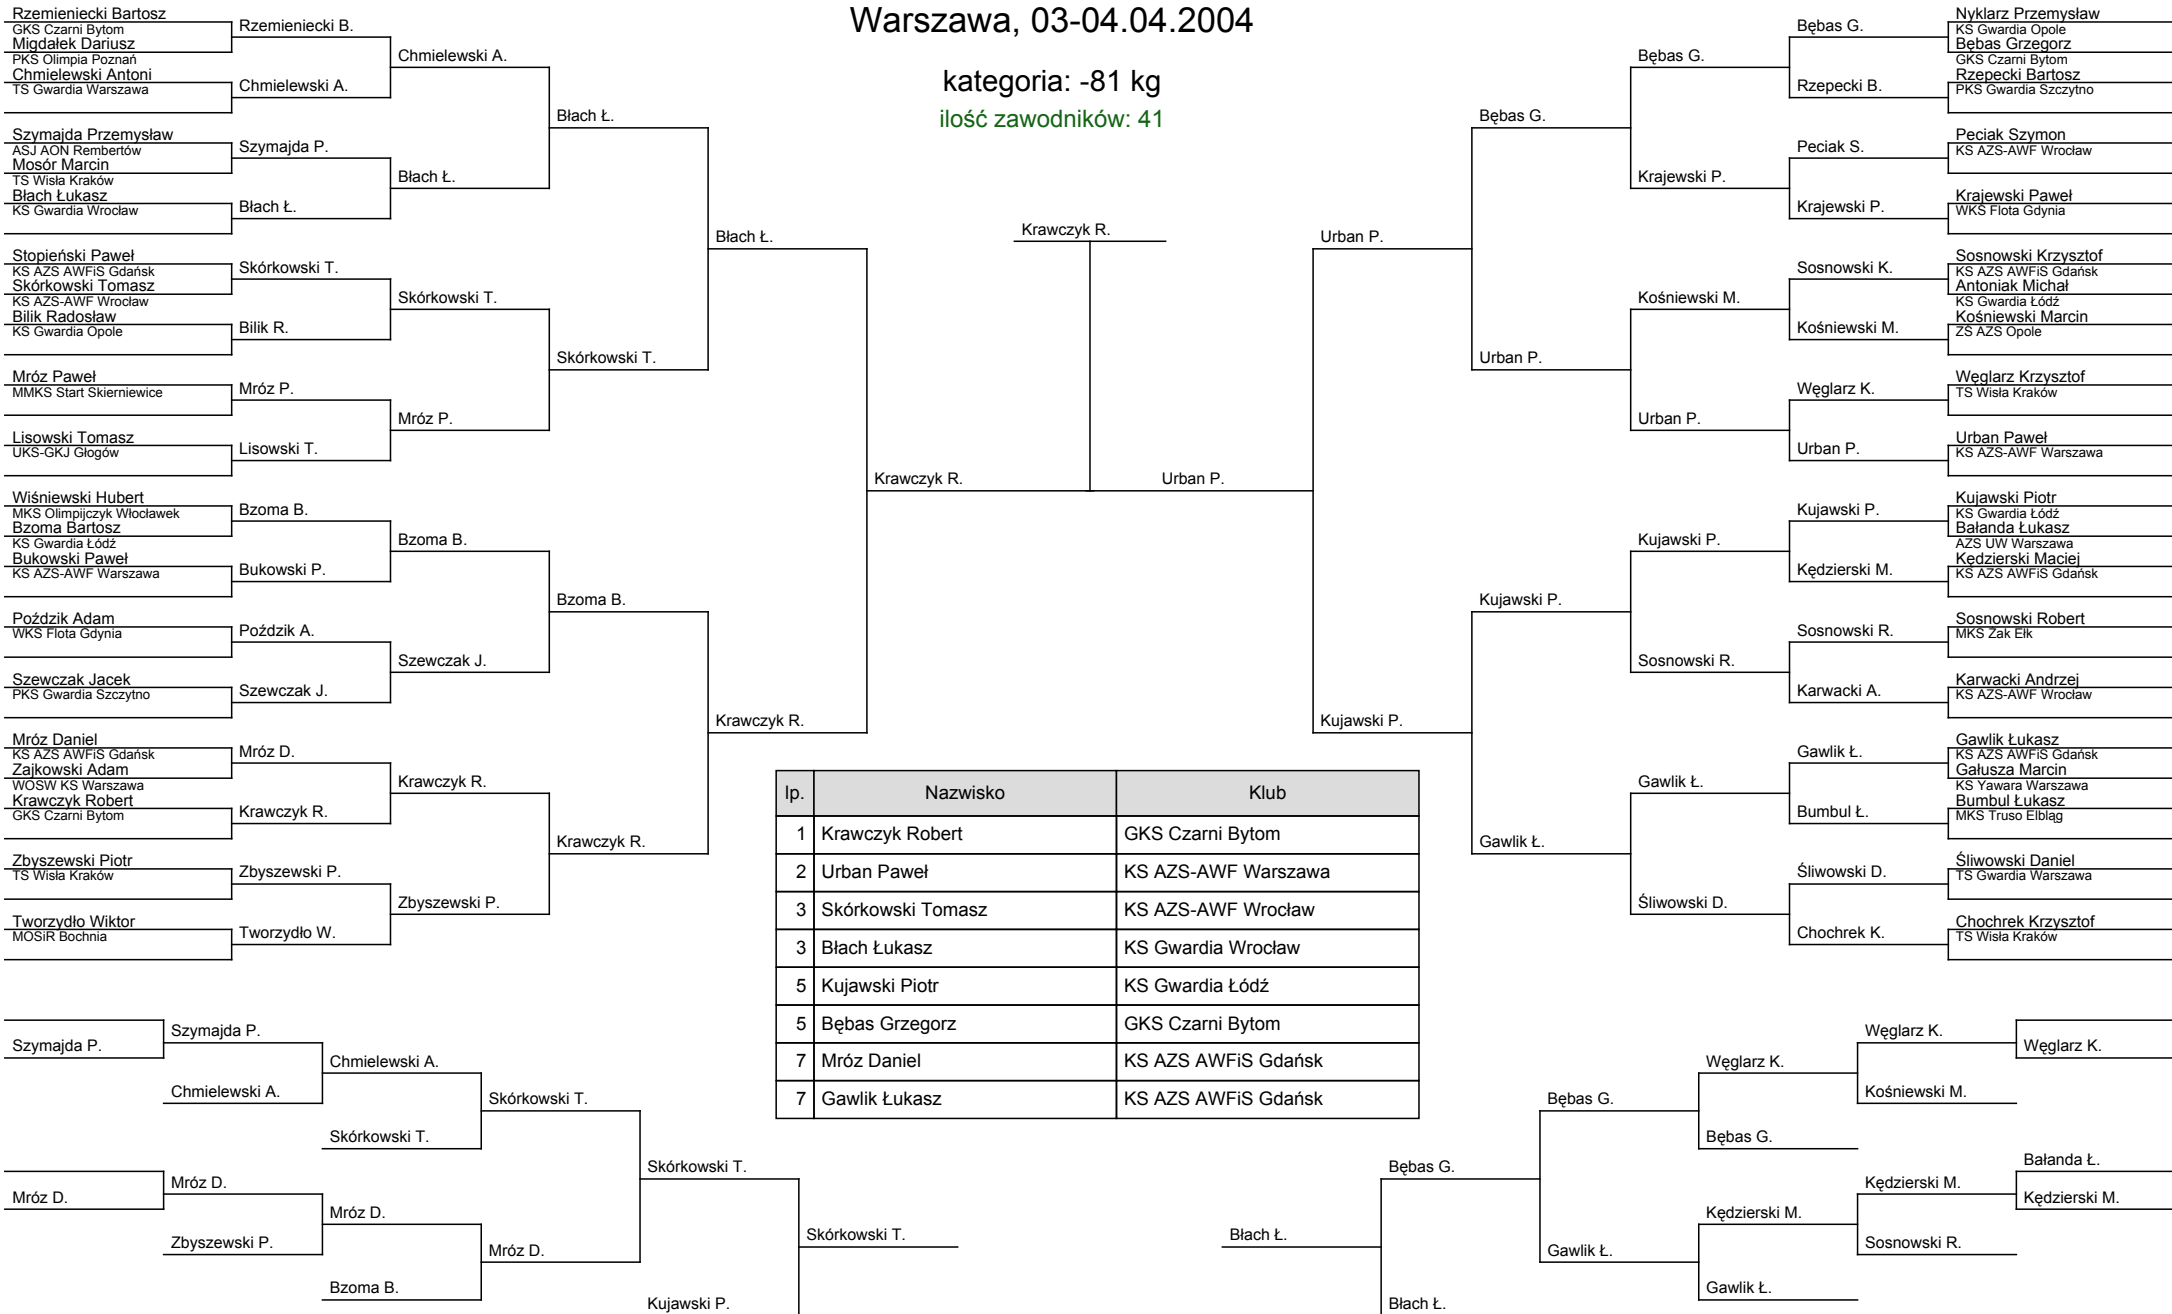 Warszawa, 03-04.04.2004
kategoria: -81 kg
ilość zawodników: 41
Rzemieniecki Bartosz
GKS Czarni Bytom
Migdałek Dariusz
PKS Olimpia Poznań
Chmielewski Antoni
TS Gwardia Warszawa
Szymajda Przemysław
ASJ AON Rembertów
Mosór Marcin
TS Wisła Kraków
Błach Łukasz
KS Gwardia Wrocław
Stopieński Paweł
KS AZS AWFiS Gdańsk
Skórkowski Tomasz
KS AZS-AWF Wrocław
Bilik Radosław
KS Gwardia Opole
Mróz Paweł
MMKS Start Skierniewice
Lisowski Tomasz
UKS-GKJ Głogów
Wiśniewski Hubert
MKS Olimpijczyk Włocławek
Bzoma Bartosz
KS Gwardia Łódź
Bukowski Paweł
KS AZS-AWF Warszawa
Poździk Adam
WKS Flota Gdynia
Szewczak Jacek
PKS Gwardia Szczytno
Mróz Daniel
KS AZS AWFiS Gdańsk
Zajkowski Adam
WOSW KS Warszawa
Krawczyk Robert
GKS Czarni Bytom
Zbyszewski Piotr
TS Wisła Kraków
Tworzydło Wiktor
MOSiR Bochnia
Rzemieniecki B.
Chmielewski A.
Szymajda P.
Błach Ł.
Skórkowski T.
Bilik R.
Mróz P.
Lisowski T.
Bzoma B.
Bukowski P.
Poździk A.
Szewczak J.
Mróz D.
Krawczyk R.
Zbyszewski P.
Tworzydło W.
Chmielewski A.
Błach Ł.
Skórkowski T.
Mróz P.
Bzoma B.
Szewczak J.
Krawczyk R.
Zbyszewski P.
Błach Ł.
Skórkowski T.
Bzoma B.
Krawczyk R.
Błach Ł.
Krawczyk R.
Krawczyk R.
Krawczyk R.
Urban P.
Urban P.
Kujawski P.
Bębas G.
Urban P.
Kujawski P.
Gawlik Ł.
Bębas G.
Krajewski P.
Kośniewski M.
Urban P.
Kujawski P.
Sosnowski R.
Gawlik Ł.
Śliwowski D.
Bębas G.
Rzepecki B.
Peciak S.
Krajewski P.
Sosnowski K.
Kośniewski M.
Węglarz K.
Urban P.
Kujawski P.
Kędzierski M.
Sosnowski R.
Karwacki A.
Gawlik Ł.
Bumbul Ł.
Śliwowski D.
Chochrek K.
Nyklarz Przemysław
KS Gwardia Opole
Bębas Grzegorz
GKS Czarni Bytom
Rzepecki Bartosz
PKS Gwardia Szczytno
Peciak Szymon
KS AZS-AWF Wrocław
Krajewski Paweł
WKS Flota Gdynia
Sosnowski Krzysztof
KS AZS AWFiS Gdańsk
Antoniak Michał
KS Gwardia Łódź
Kośniewski Marcin
ZS AZS Opole
Węglarz Krzysztof
TS Wisła Kraków
Urban Paweł
KS AZS-AWF Warszawa
Kujawski Piotr
KS Gwardia Łódź
Bałanda Łukasz
AZS UW Warszawa
Kędzierski Maciej
KS AZS AWFiS Gdańsk
Sosnowski Robert
MKS Żak Ełk
Karwacki Andrzej
KS AZS-AWF Wrocław
Gawlik Łukasz
KS AZS AWFiS Gdańsk
Gałusza Marcin
KS Yawara Warszawa
Bumbul Łukasz
MKS Truso Elbląg
Śliwowski Daniel
TS Gwardia Warszawa
Chochrek Krzysztof
TS Wisła Kraków
lp. Nazwisko Klub
1 Krawczyk Robert GKS Czarni Bytom
2 Urban Paweł KS AZS-AWF Warszawa
3 Skórkowski Tomasz KS AZS-AWF Wrocław
3 Błach Łukasz KS Gwardia Wrocław
5 Kujawski Piotr KS Gwardia Łódź
5 Bębas Grzegorz GKS Czarni Bytom
7 Mróz Daniel KS AZS AWFiS Gdańsk
7 Gawlik Łukasz KS AZS AWFiS Gdańsk
Szymajda P.
Mróz D.
Szymajda P.
Chmielewski A.
Mróz D.
Zbyszewski P.
Chmielewski A.
Skórkowski T.
Mróz D.
Bzoma B.
Skórkowski T.
Mróz D.
Skórkowski T.
Kujawski P.
Skórkowski T.
Błach Ł.
Bębas G.
Błach Ł.
Bębas G.
Gawlik Ł.
Węglarz K.
Bębas G.
Kędzierski M.
Gawlik Ł.
Węglarz K.
Kośniewski M.
Kędzierski M.
Sosnowski R.
Węglarz K.
Bałanda Ł.
Kędzierski M.